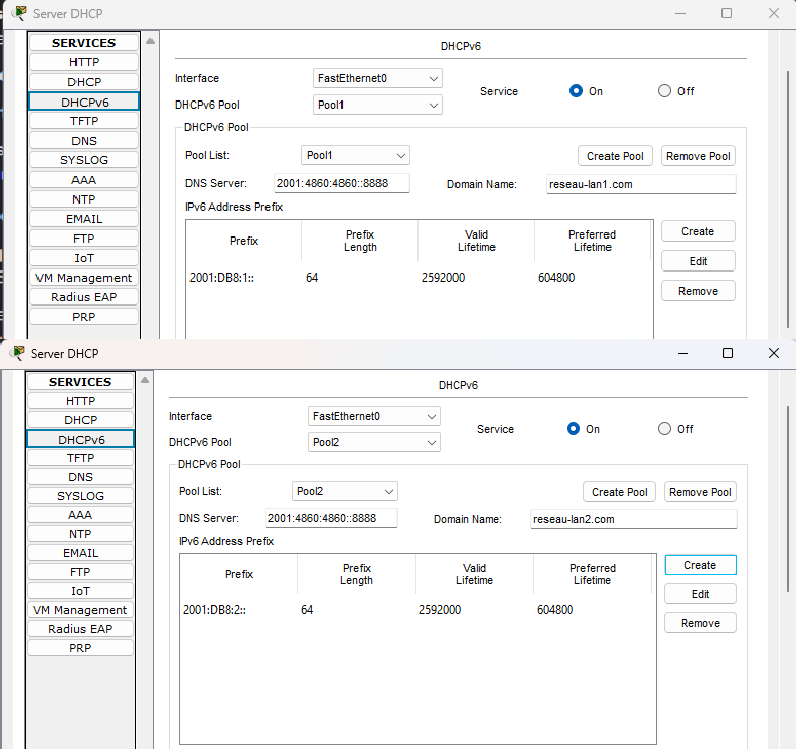 Server DHCP
SERVICES
HTTP
DHCP
DHCPv6
TFTP
DNS
SYSLOG
AAA
NTP
EMAIL
FTP
IoT
VM Management
Radius EAP
PRP
DHCPv6
Interface FastEthernet0 Service On Off
DHCPv6 Pool Pool1
DHCPv6 Pool
Pool List: Pool1 Create Pool Remove Pool
DNS Server: 2001:4860:4860::8888 Domain Name: reseau-lan1.com
IPv6 Address Prefix
Prefix Prefix Length Valid Lifetime Preferred Lifetime
2001:DB8:1:: 64 2592000 604800
Create
Edit
Remove
Server DHCP
SERVICES
HTTP
DHCP
DHCPv6
TFTP
DNS
SYSLOG
AAA
NTP
EMAIL
FTP
IoT
VM Management
Radius EAP
PRP
DHCPv6
Interface FastEthernet0 Service On Off
DHCPv6 Pool Pool2
DHCPv6 Pool
Pool List: Pool2 Create Pool Remove Pool
DNS Server: 2001:4860:4860::8888 Domain Name: reseau-lan2.com
IPv6 Address Prefix
Prefix Prefix Length Valid Lifetime Preferred Lifetime
2001:DB8:2:: 64 2592000 604800
Create
Edit
Remove